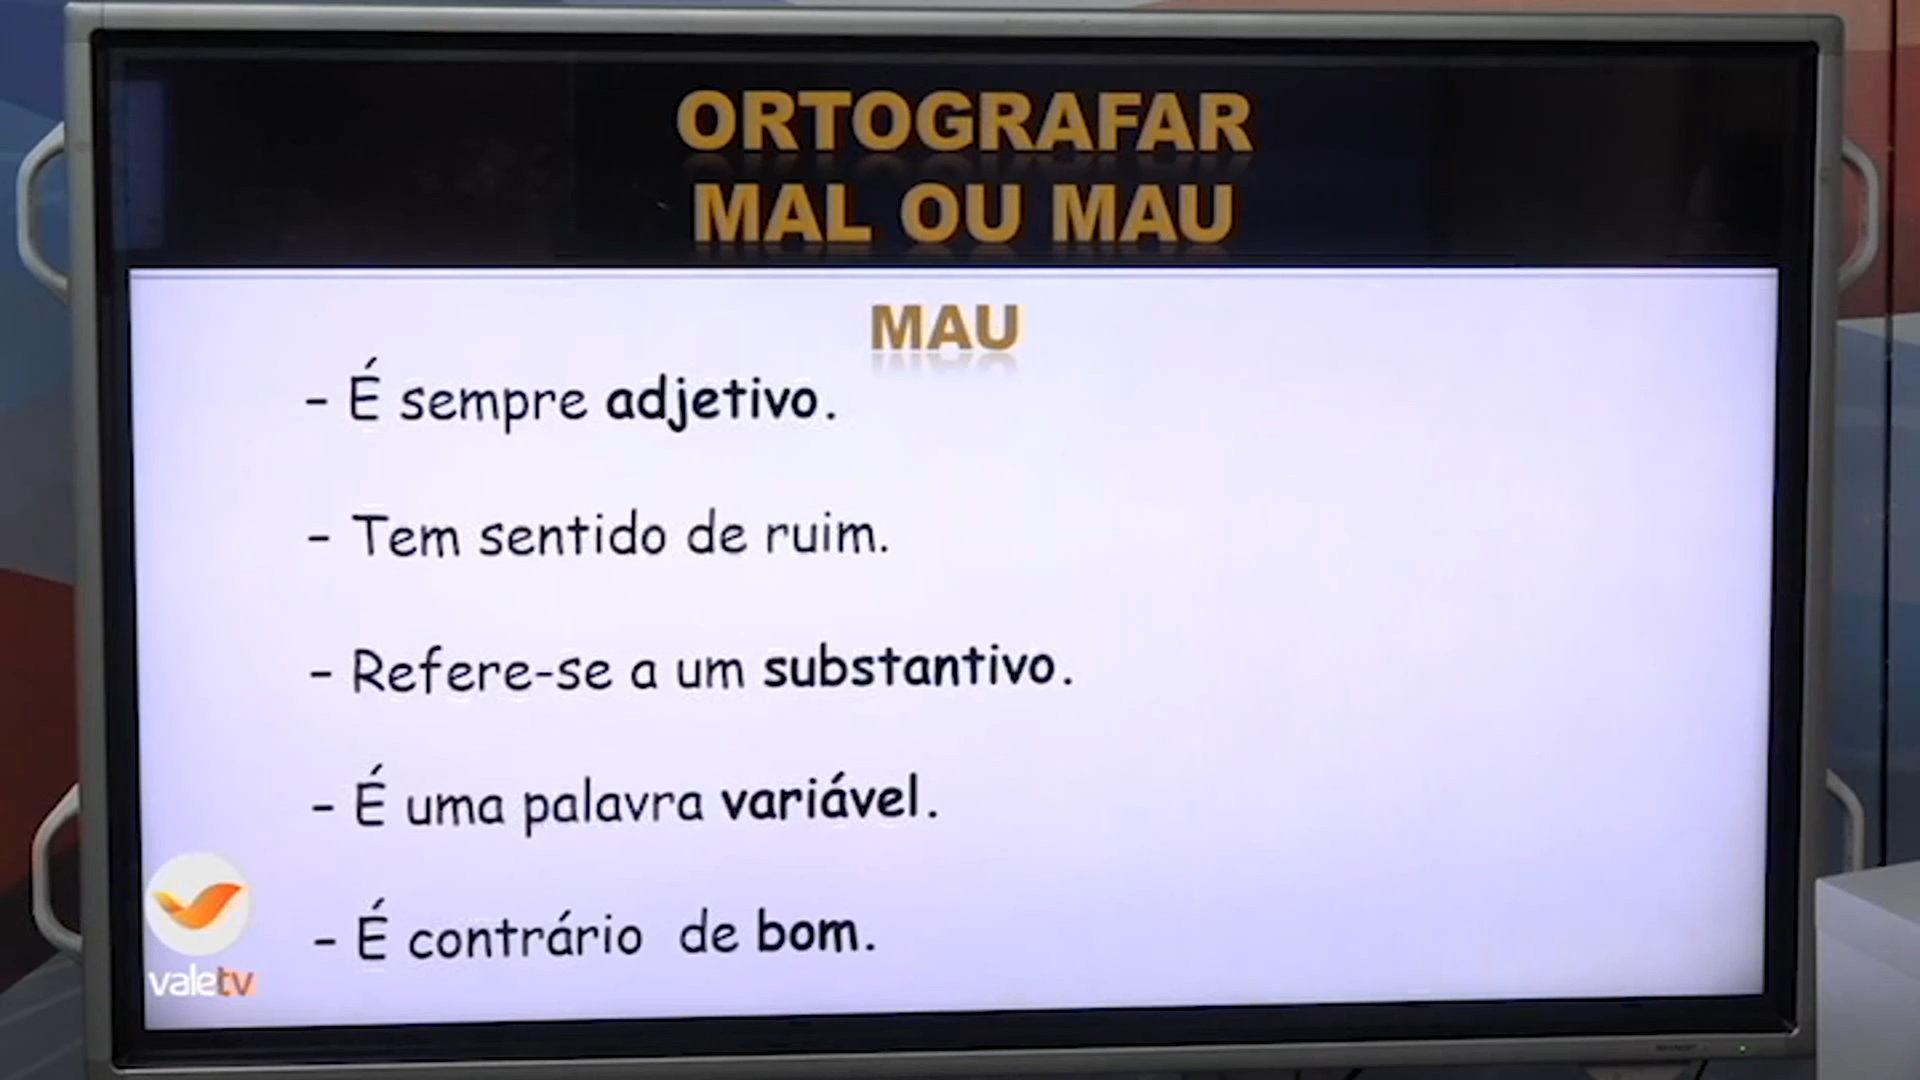 ORTOGRAFAR
MAL OU MAU
MAU
- É sempre adjetivo.
- Tem sentido de ruim.
- Refere-se a um substantivo.
- É uma palavra variável.
- É contrário de bom.
valetv